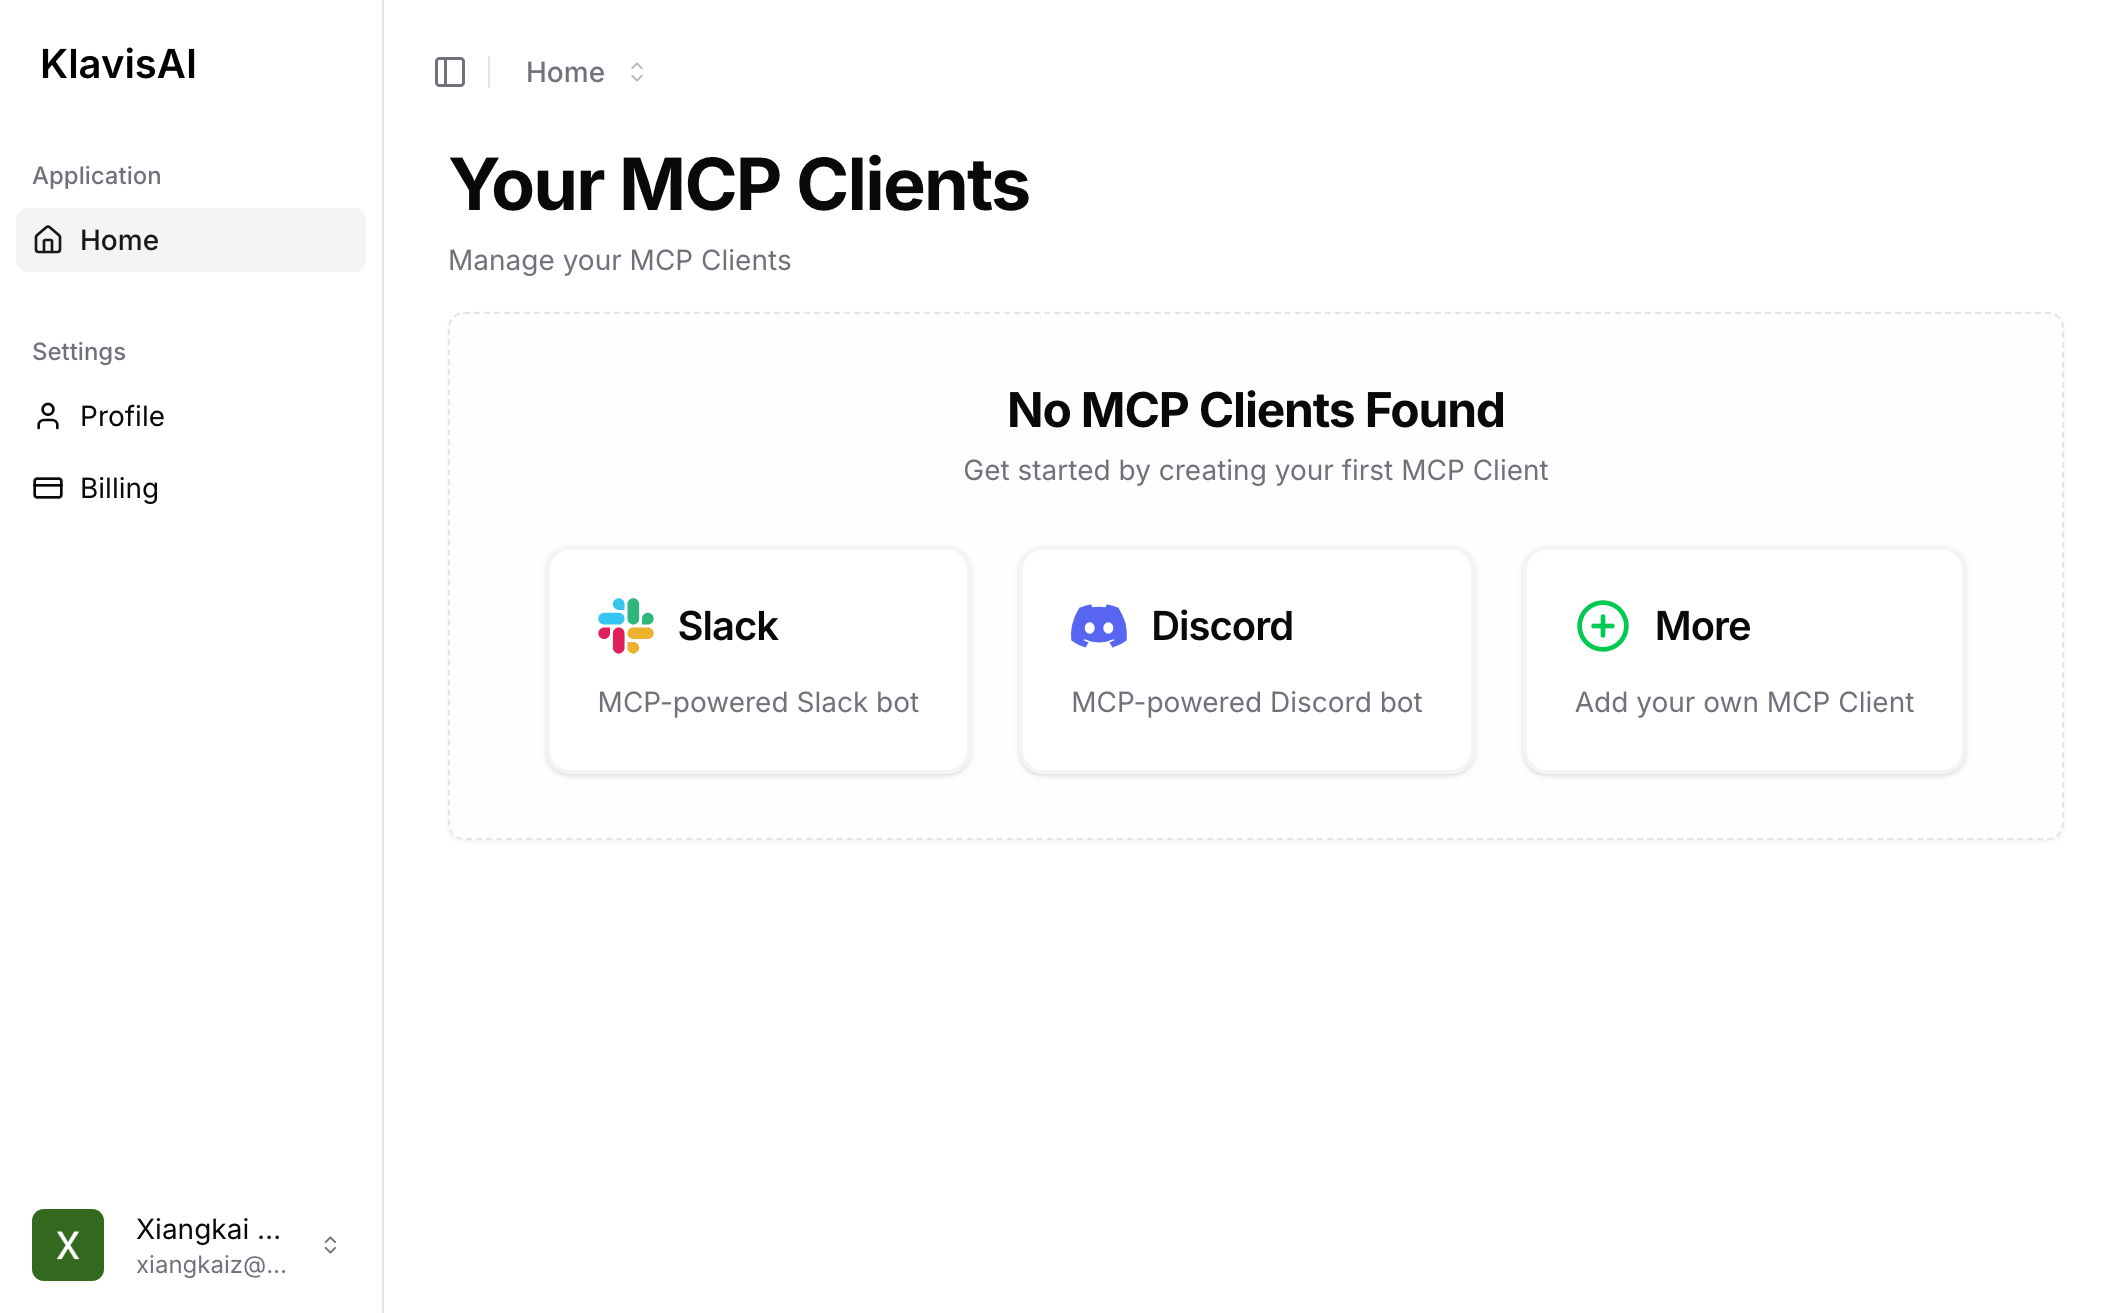 KlavisAI
Application
Home
Settings
Profile
Billing
X
Xiangkai ...
xiangkaiz@...
Home
Your MCP Clients
Manage your MCP Clients
No MCP Clients Found
Get started by creating your first MCP Client
Slack
MCP-powered Slack bot
Discord
MCP-powered Discord bot
More
Add your own MCP Client